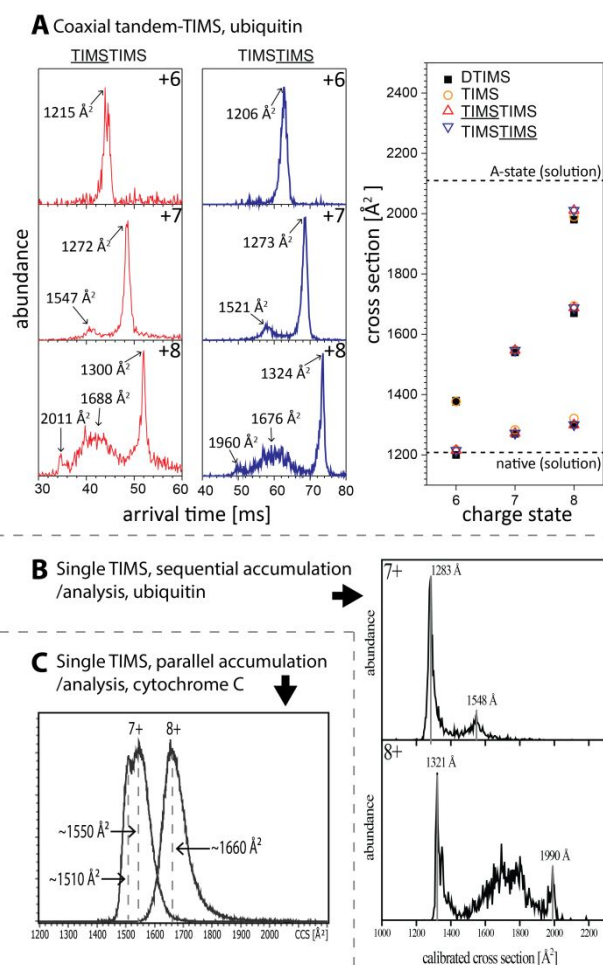 A Coaxial tandem-TIMS, ubiquitin
TIMSTIMS
TIMSTIMS
+6
1215 Å²
+6
1206 Å²
+7
1272 Å²
1547 Å²
+7
1273 Å²
1521 Å²
+8
1300 Å²
1688 Å²
2011 Å²
+8
1324 Å²
1676 Å²
1960 Å²
abundance
30 40 50 60
40 50 60 70 80
arrival time [ms]
DTIMS
TIMS
TIMSTIMS
TIMSTIMS
A-state (solution)
native (solution)
cross section [Å²]
2400
2200
2000
1600
1600
1400
1200
6 7 8
charge state
B Single TIMS, sequential accumulation
/analysis, ubiquitin
7+
1283 Å
1548 Å
abundance
8+
1321 Å
1990 Å
abundance
1000 1200 1400 1600 1800 2000 2200
calibrated cross section [Å²]
C Single TIMS, parallel accumulation
/analysis, cytochrome C
7+ 8+
~1550 Å²
~1660 Å²
~1510 Å²
1200 1300 1400 1500 1600 1700 1800 1900 2000 CCS [Å²]